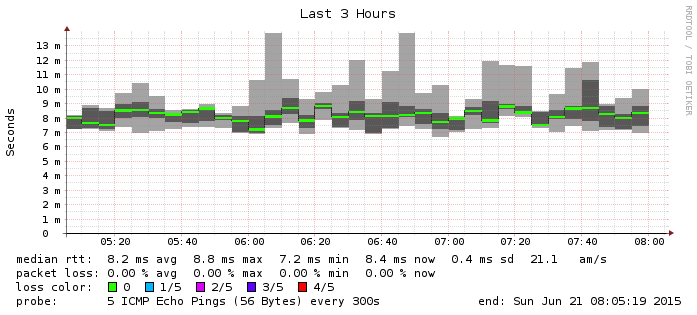 Last 3 Hours
RRDTOOL / TOBI OETIKER
Seconds
13 m
12 m
11 m
10 m
9 m
8 m
7 m
6 m
5 m
4 m
3 m
2 m
1 m
0
05:20 05:40 06:00 06:20 06:40 07:00 07:20 07:40 08:00
median rtt: 8.2 ms avg 8.8 ms max 7.2 ms min 8.4 ms now 0.4 ms sd 21.1 am/s
packet loss: 0.00 % avg 0.00 % max 0.00 % min 0.00 % now
loss color: 0 1/5 2/5 3/5 4/5
probe: 5 ICMP Echo Pings (56 Bytes) every 300s end: Sun Jun 21 08:05:19 2015